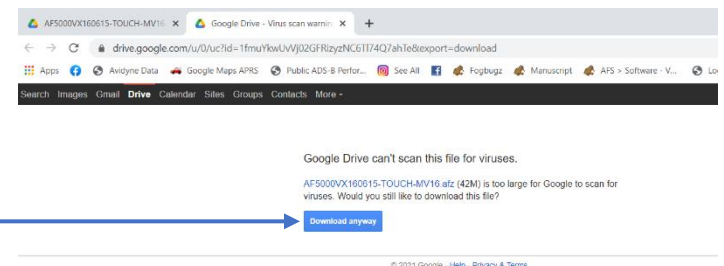 AF5000VX160615-TOUCH-MV16
Google Drive - Virus scan warnin
drive.google.com/u/0/uc?id=1fmuYkwUvVj02GFRizyzNC6TI74Q7ahTe&export=download
Apps Avidyne Data Google Maps APRS Public ADS-B Perfor... See All Fogbugz Manuscript AFS > Software - V... Lo
Search Images Gmail Drive Calendar Sites Groups Contacts More
Google Drive can't scan this file for viruses.
AF5000VX160615-TOUCH-MV16.afz (42M) is too large for Google to scan for
viruses. Would you still like to download this file?
Download anyway
© 2021 Google - Help - Privacy & Terms